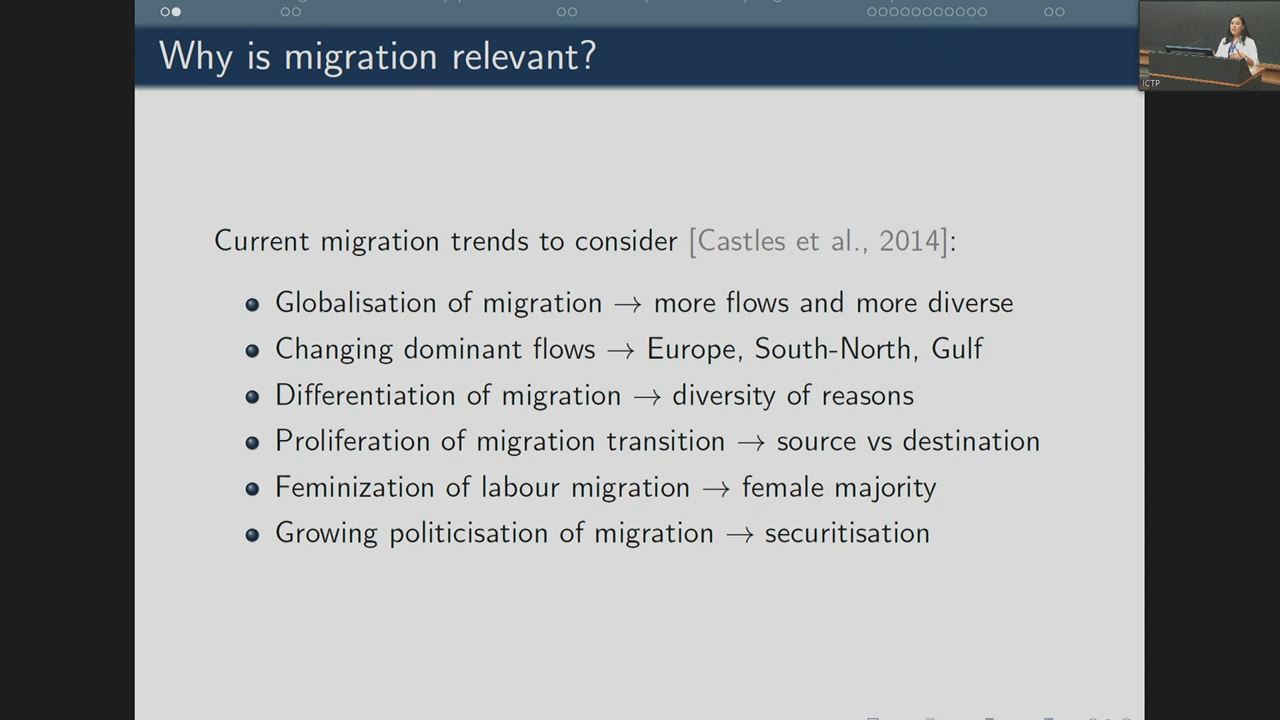 Why is migration relevant?
ICTP
Current migration trends to consider [Castles et al., 2014]:
Globalisation of migration → more flows and more diverse
Changing dominant flows → Europe, South-North, Gulf
Differentiation of migration → diversity of reasons
Proliferation of migration transition → source vs destination
Feminization of labour migration → female majority
Growing politicisation of migration → securitisation